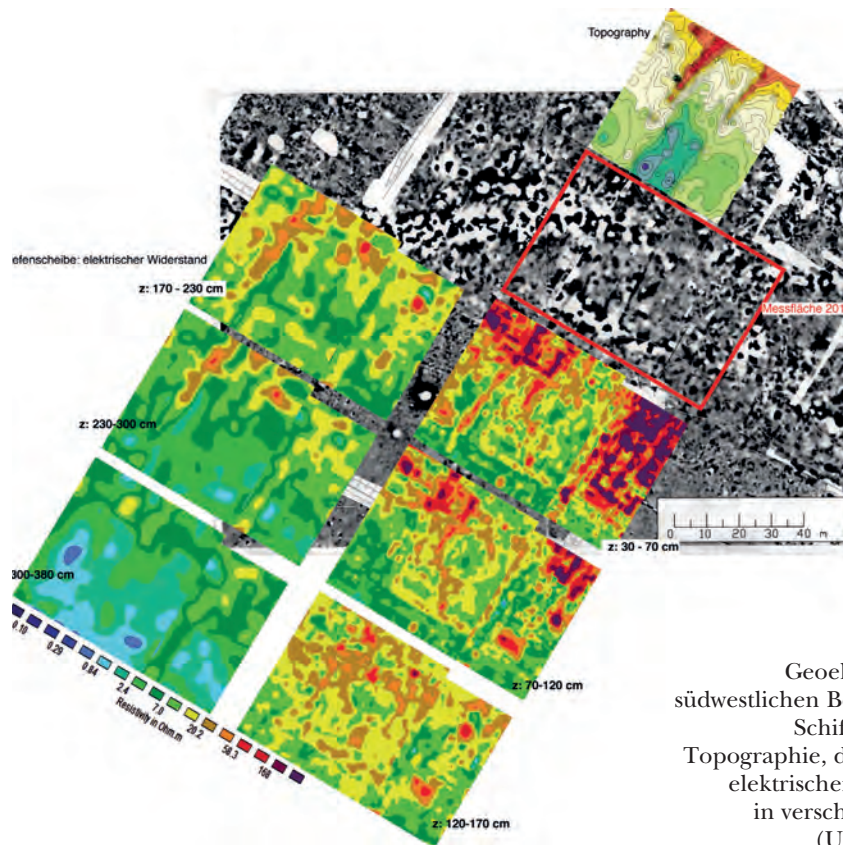 Topography
efenscheibe: elektrischer Widerstand
z: 170 - 230 cm
Messfläche 201
z: 230-300 cm
0 10 20 30 40 m
z: 30 - 70 cm
300-380 cm
z: 70-120 cm
0.10 0.29 0.84 2.4 7.0 20.2 58.3 168
Resistivity in Ohm.m
z: 120-170 cm
Geoel
südwestlichen B
Schif
Topographie, d
elektrischer
in versch
(U